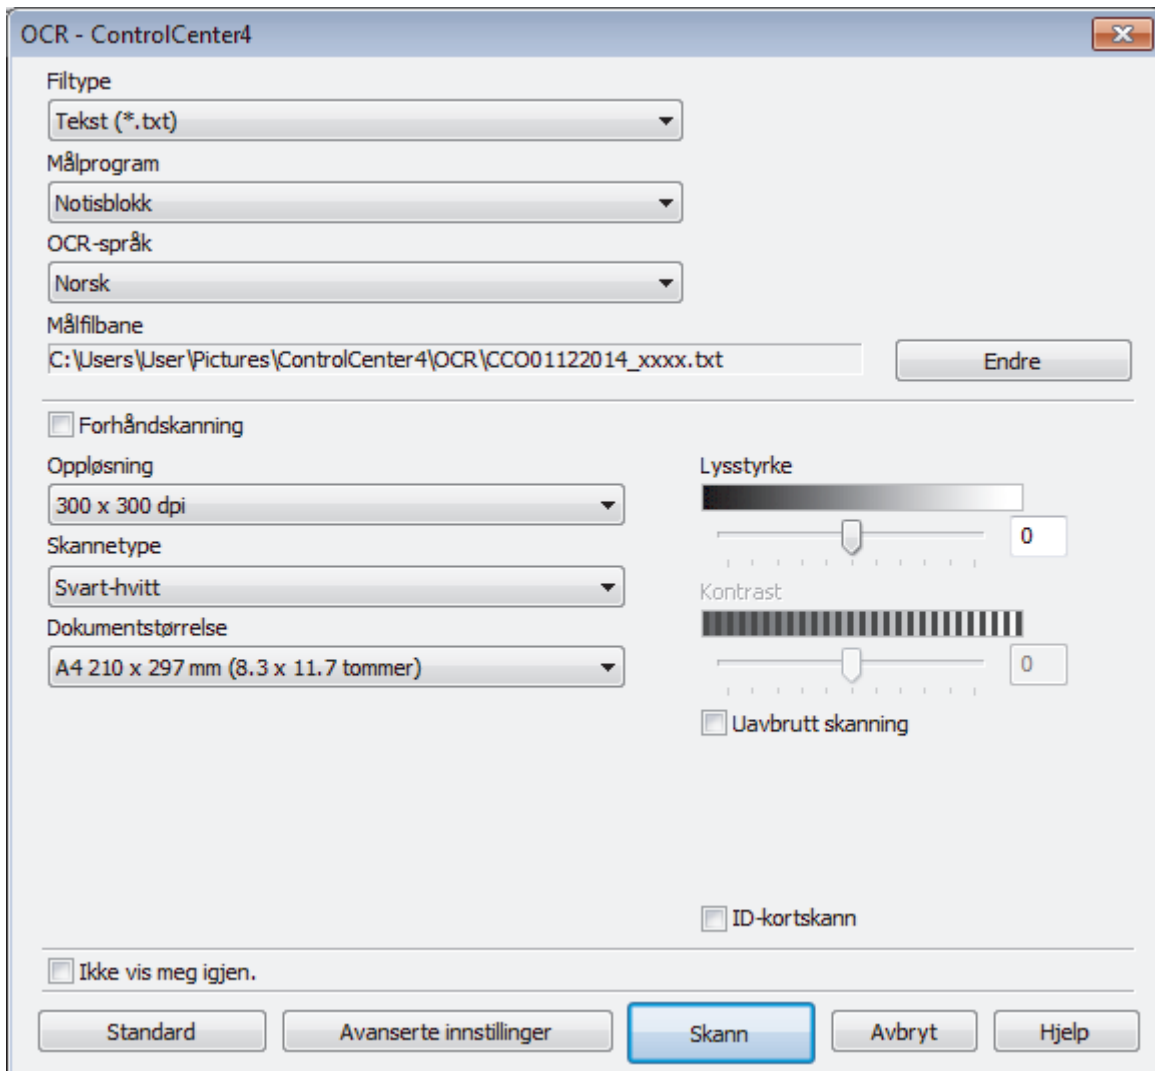 OCR - ControlCenter4
Filtype
Tekst (*.txt)
Målprogram
Notisblokk
OCR-språk
Norsk
Målfilbane
C:\Users\User\Pictures\ControlCenter4\OCR\CCO01122014_xxxx.txt
Endre
Forhåndskanning
Oppløsning
300 x 300 dpi
Skannetype
Svart-hvitt
Dokumentstørrelse
A4 210 x 297 mm (8.3 x 11.7 tommer)
Lysstyrke
0
Kontrast
0
Uavbrutt skanning
ID-kortskann
Ikke vis meg igjen.
Standard
Avanserte innstillinger
Skann
Avbryt
Hjelp